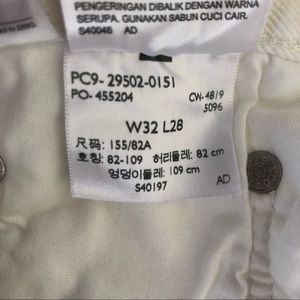 PENGERINGAN DIBALIK DENGAN WARNA
SERUPA. GUNAKAN SABUN CUCI CAIR.
S40046 AD
PC9- 29502-0151
PO- 455204 CW- 4819
5096
W32 L28
尺码: 155/82A
호칭: 82-109 허리둘레: 82 cm
엉덩이둘레: 109 cm
S40197 AD